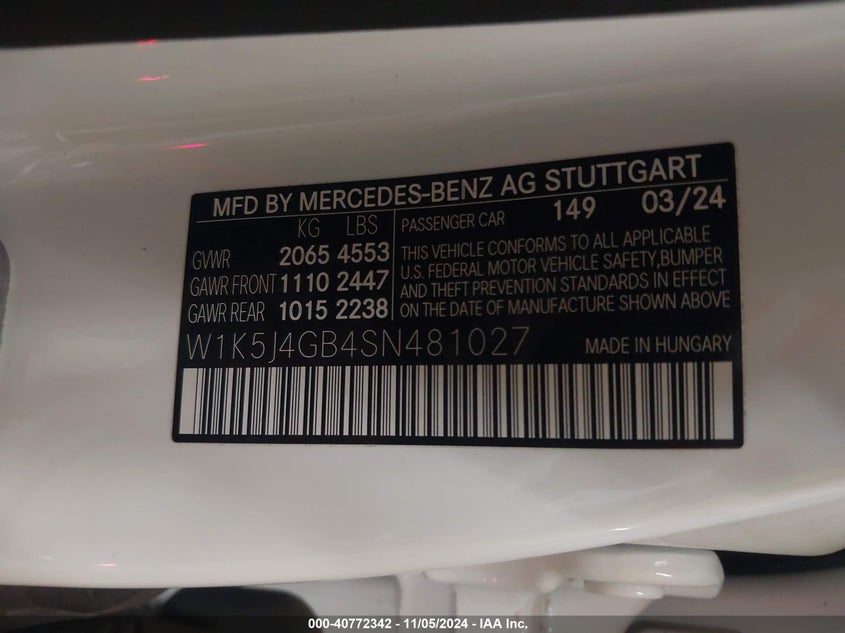 MFD BY MERCEDES-BENZ AG STUTTGART
KG LBS
GVWR 2065 4553
GAWR FRONT 1110 2447
GAWR REAR 1015 2238
PASSENGER CAR 149 03/24
THIS VEHICLE CONFORMS TO ALL APPLICABLE
U.S. FEDERAL MOTOR VEHICLE SAFETY,BUMPER
AND THEFT PREVENTION STANDARDS IN EFFECT
ON THE DATE OF MANUFACTURE SHOWN ABOVE
W1K5J4GB4SN481027 MADE IN HUNGARY
000-40772342 - 11/05/2024 - IAA Inc.